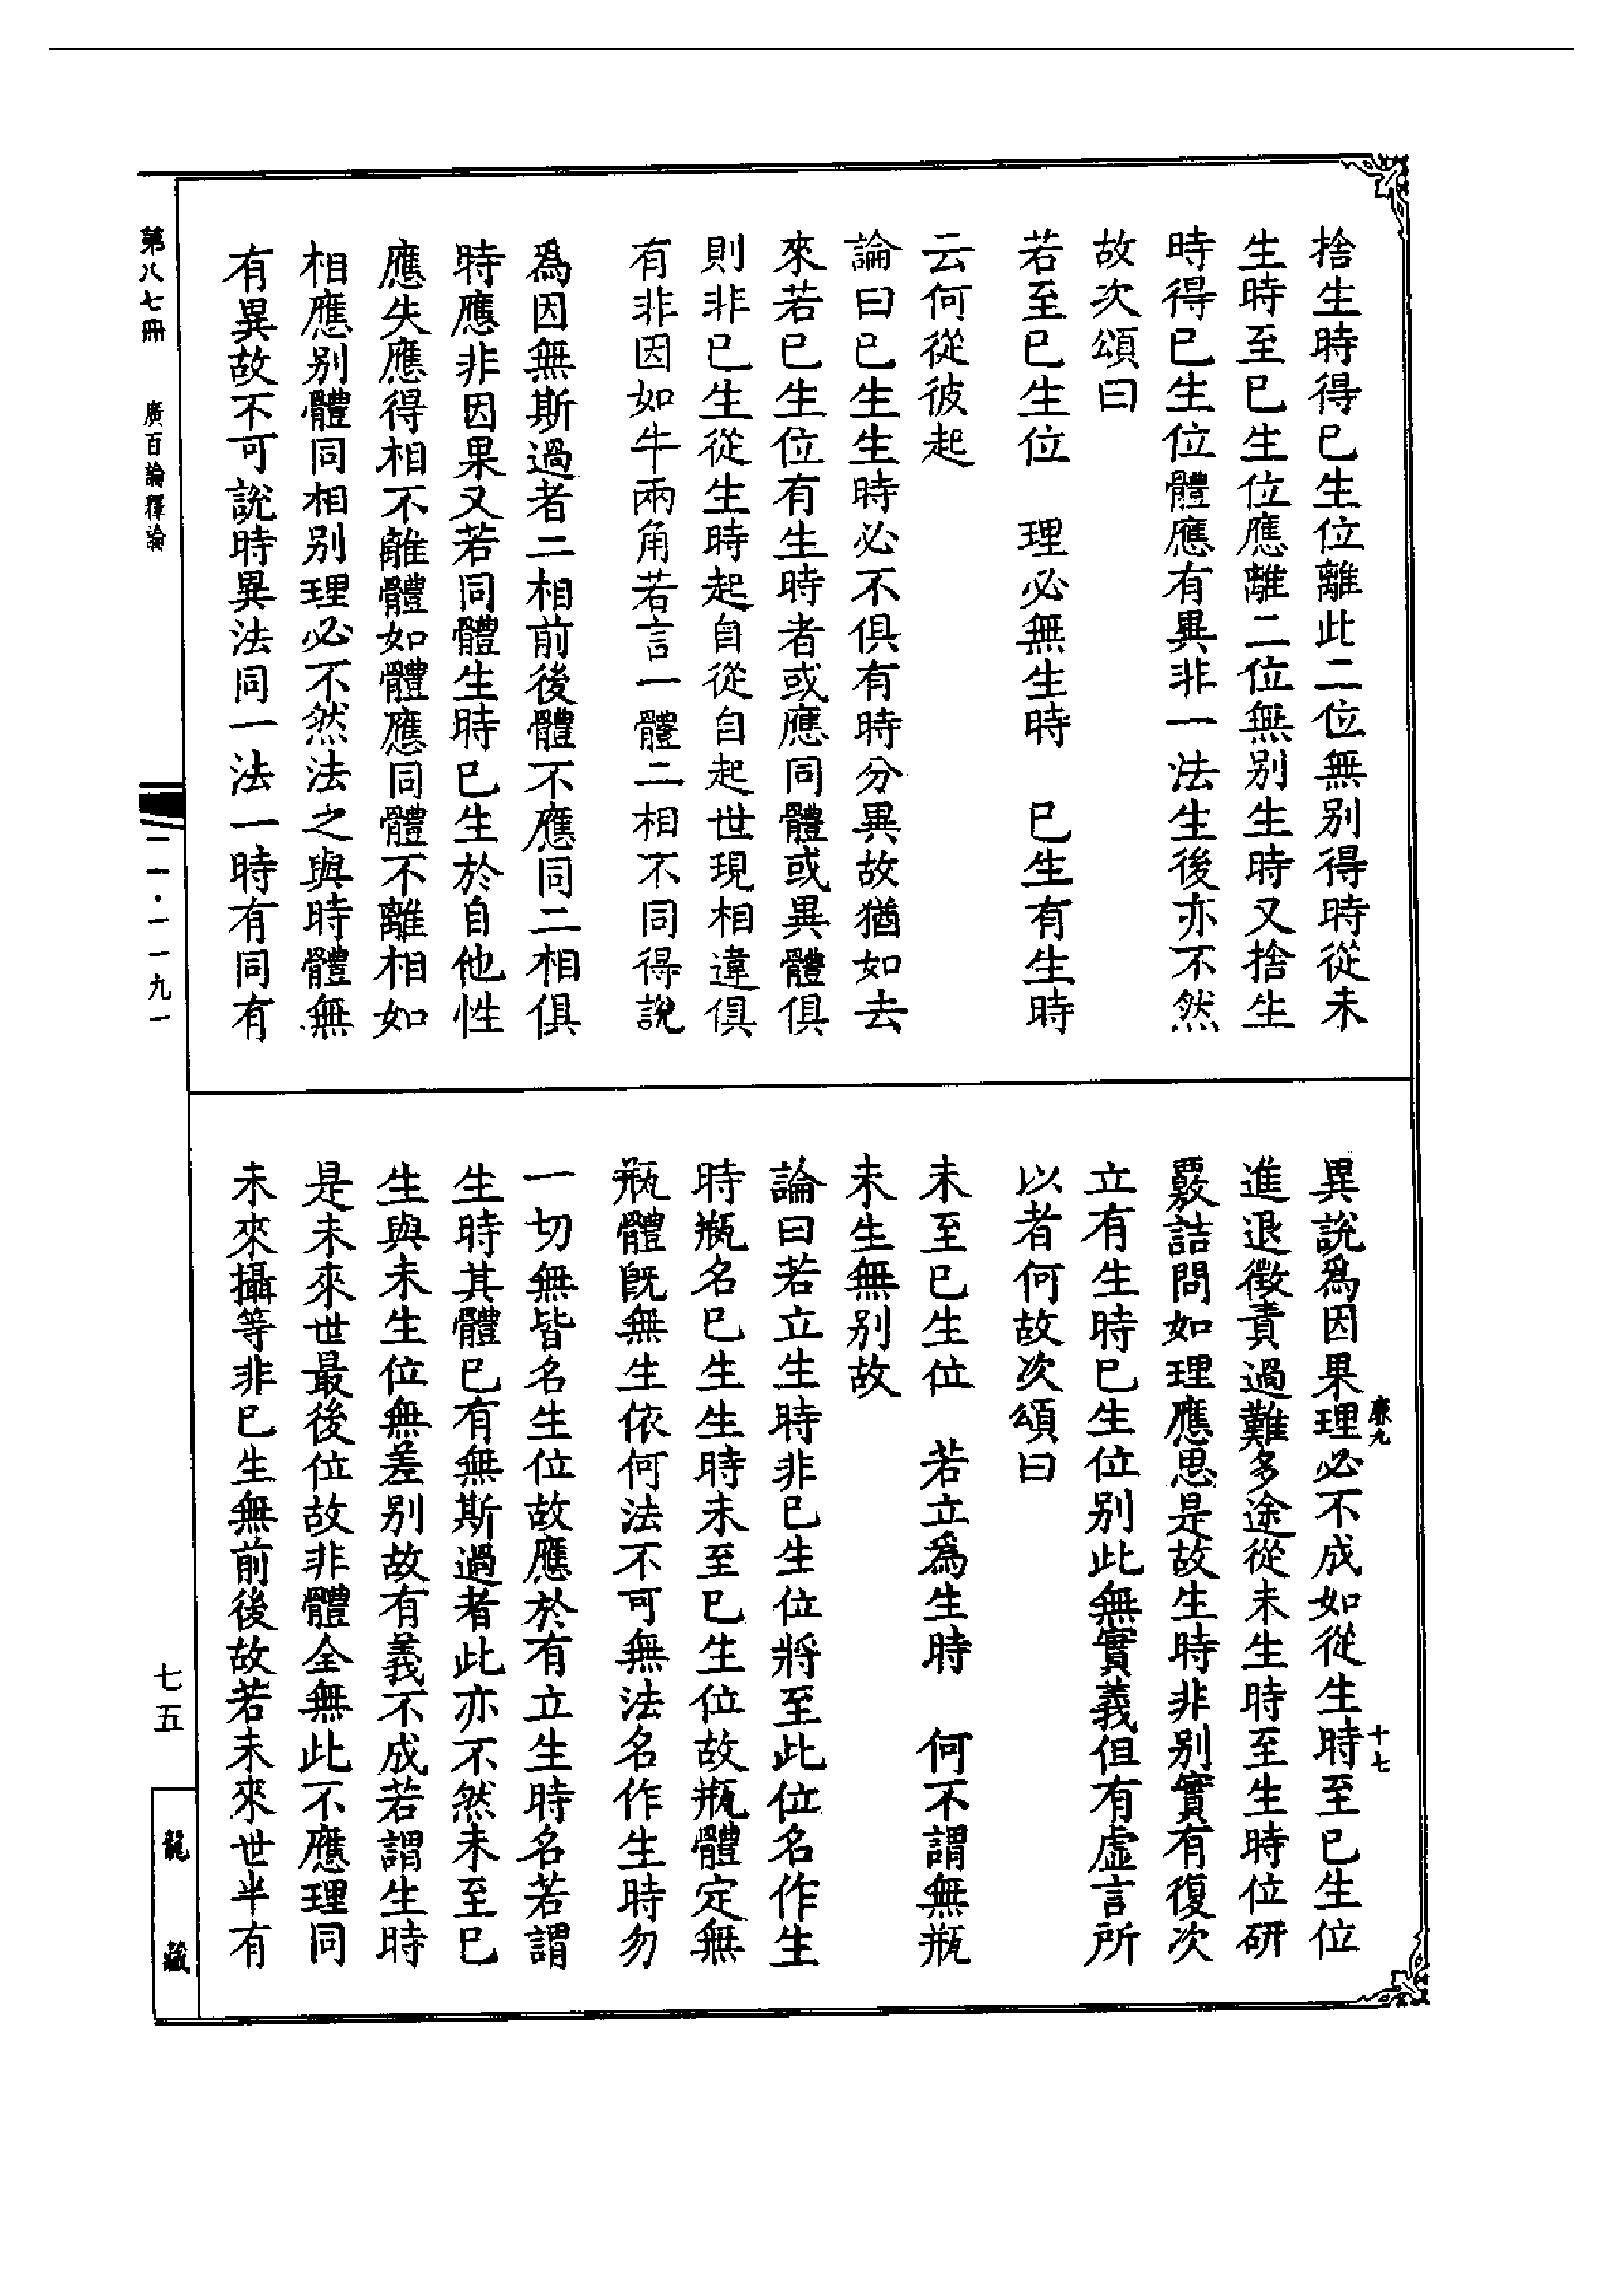 捨生時得已生位離此二位無别得時從未
生時至已生位應離二位無别生時又捨生
時得已生位體應有異非一法生後亦不然
故次頌曰
若至已生位　理必無生時　已生有生時
云何從彼起
論曰已生生時必不俱有時分異故猶如去
來若已生位有生時者或應同體或異體俱
則非已生從生時起自從自起世現相違俱
有非因如牛兩角若言一體二相不同得說
爲因無斯過者二相前後體不應同二相俱
時應非因果又若同體生時已生於自他性
應失應得相不離體如體應同體不離相如
相應别體同相别理必不然法之與時體無
有異故不可說時異法同一法一時有同有
異說爲因果理必不成如從生時至已生位
進退徵責過難多途從未生時至生時位研
覈詰問如理應思是故生時非别實有復次
立有生時已生位别此無實義但有虛言所
以者何故次頌曰
未至已生位　若立爲生時　何不謂無瓶
未生無别故
論曰若立生時非已生位將至此位名作生
時瓶名已生生時未至已生位故瓶體定無
瓶體既無生依何法不可無法名作生時勿
一切無皆名生位故應於有立生時名若謂
生時其體已有無斯過者此亦不然未至已
生與未生位無差别故有義不成若謂生時
是未來世最後位故非體全無此不應理同
未來攝等非已生無前後故若未來世半有
康九
十七
第八七冊
廣百論釋論
二一·一一九一
七五
龍藏